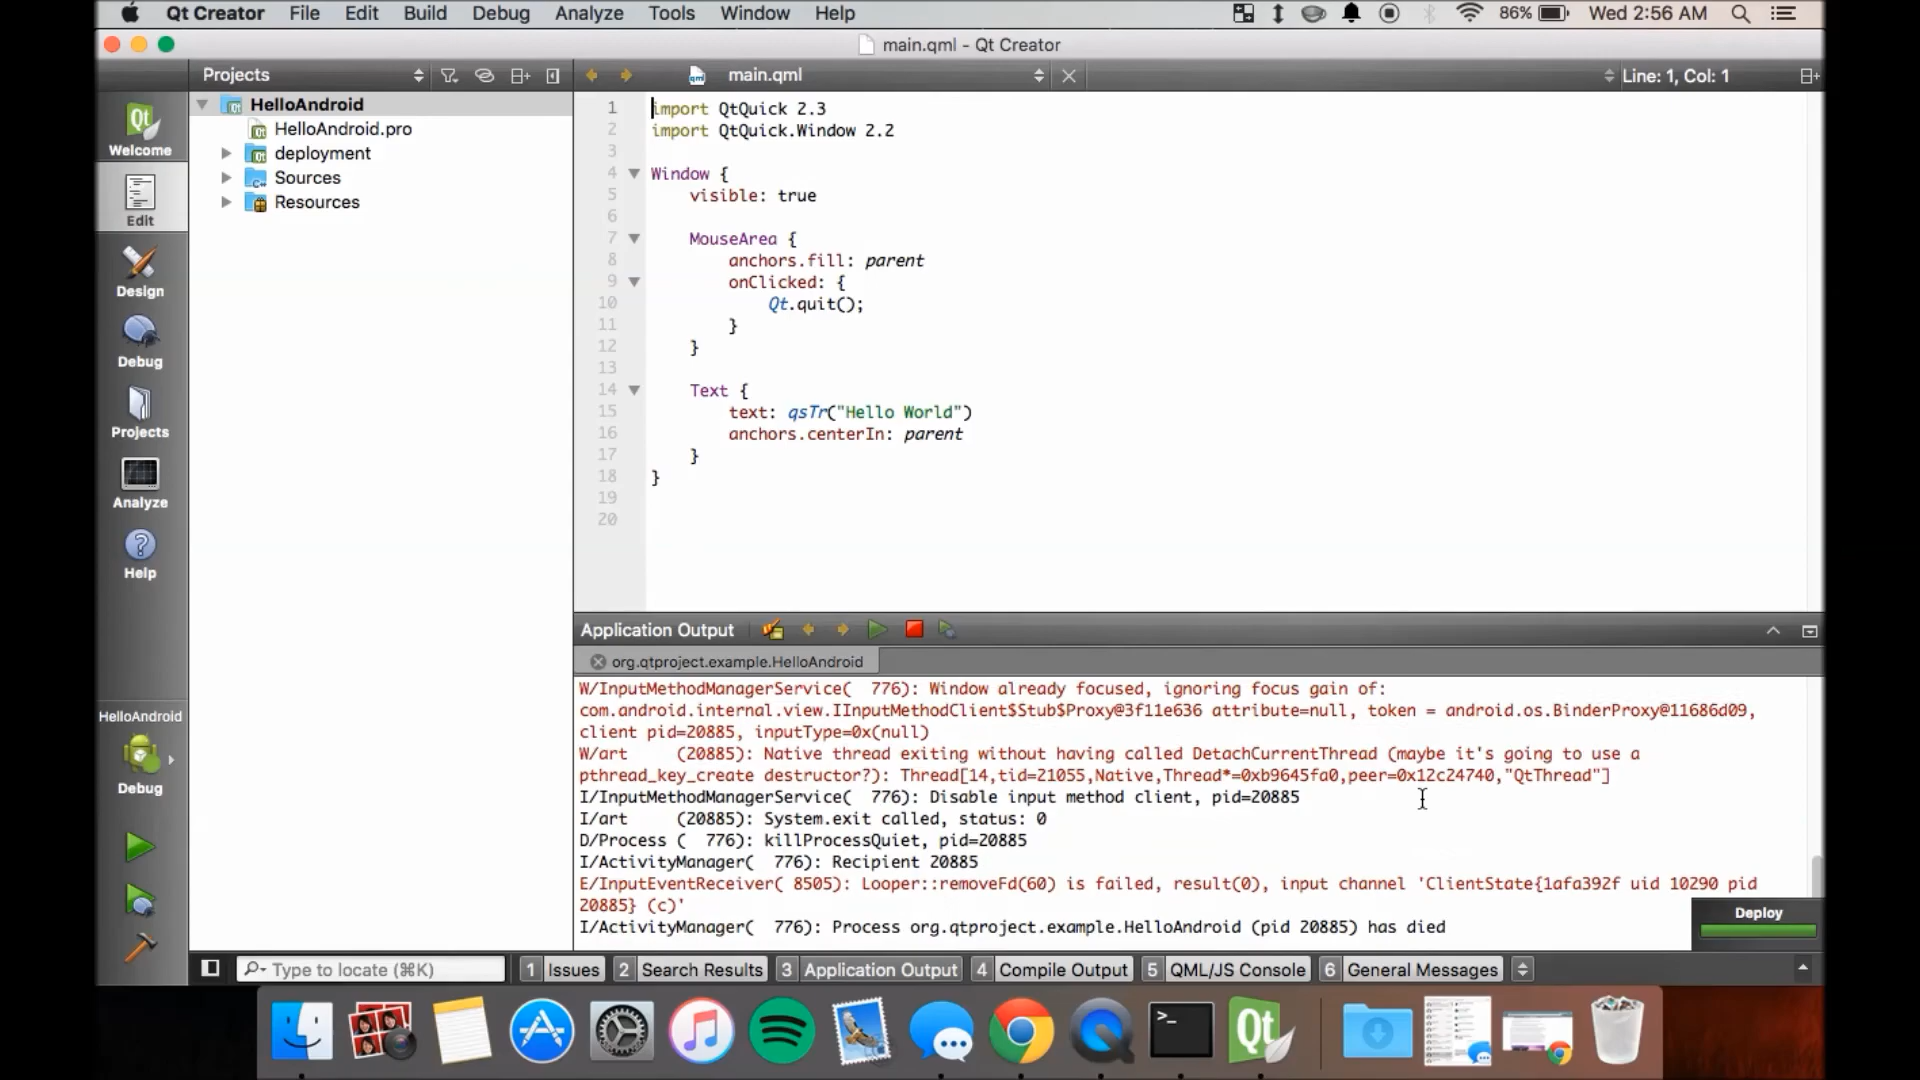 Qt Creator File Edit Build Debug Analyze Tools Window Help 86% Wed 2:56 AM
main.qml - Qt Creator
Projects main.qml Line: 1, Col: 1
HelloAndroid
HelloAndroid.pro
deployment
Sources
Resources
Welcome
Edit
Design
Debug
Projects
Analyze
Help
HelloAndroid
Debug
1 import QtQuick 2.3
2 import QtQuick.Window 2.2
3
4 Window {
5 visible: true
6
7 MouseArea {
8 anchors.fill: parent
9 onClicked: {
10 Qt.quit();
11 }
12 }
13
14 Text {
15 text: qsTr("Hello World")
16 anchors.centerIn: parent
17 }
18 }
19
20
Application Output
org.qtproject.example.HelloAndroid
W/InputMethodManagerService( 776): Window already focused, ignoring focus gain of:
com.android.internal.view.IInputMethodClient$Stub$Proxy@3f11e636 attribute=null, token = android.os.BinderProxy@11686d09,
client pid=20885, inputType=0x(null)
W/art (20885): Native thread exiting without having called DetachCurrentThread (maybe it's going to use a
pthread_key_create destructor?): Thread[14,tid=21055,Native,Thread*=0xb9645fa0,peer=0x12c24740,"QtThread"]
I/InputMethodManagerService( 776): Disable input method client, pid=20885
I/art (20885): System.exit called, status: 0
D/Process ( 776): killProcessQuiet, pid=20885
I/ActivityManager( 776): Recipient 20885
E/InputEventReceiver( 8505): Looper::removeFd(60) is failed, result(0), input channel 'ClientState{1afa392f uid 10290 pid
20885} (c)'
I/ActivityManager( 776): Process org.qtproject.example.HelloAndroid (pid 20885) has died
Deploy
Type to locate (⌘K) 1 Issues 2 Search Results 3 Application Output 4 Compile Output 5 QML/JS Console 6 General Messages
>_
Qt